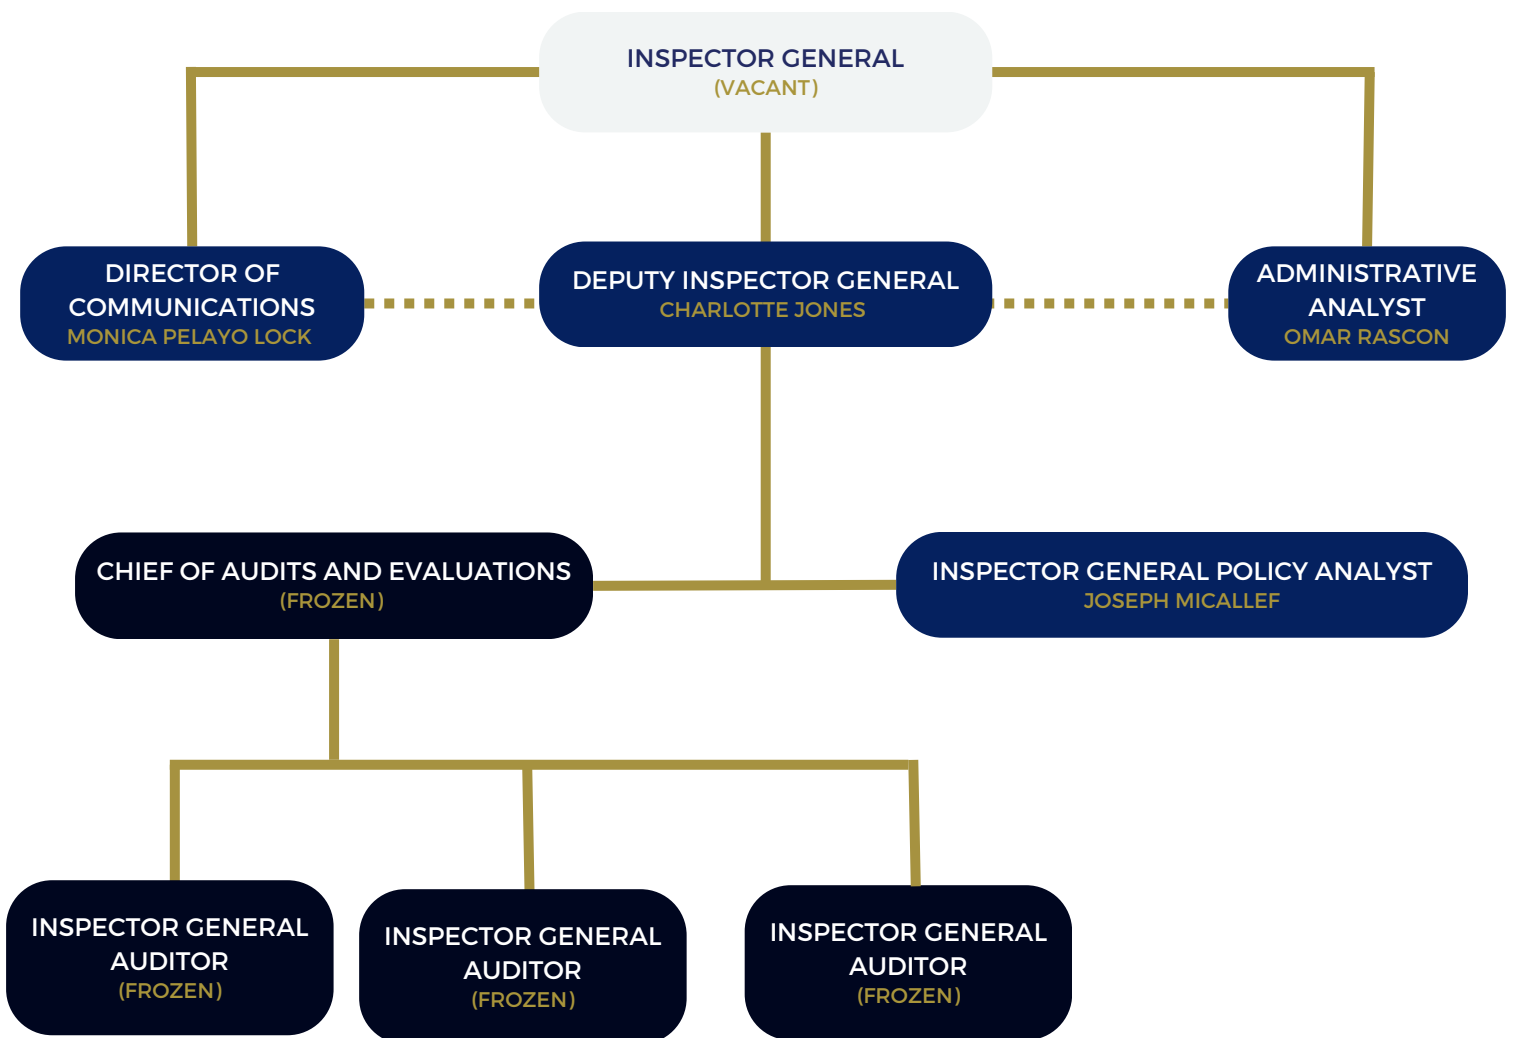 INSPECTOR GENERAL
(VACANT)
DIRECTOR OF
COMMUNICATIONS
MONICA PELAYO LOCK
DEPUTY INSPECTOR GENERAL
CHARLOTTE JONES
ADMINISTRATIVE
ANALYST
OMAR RASCON
CHIEF OF AUDITS AND EVALUATIONS
(FROZEN)
INSPECTOR GENERAL POLICY ANALYST
JOSEPH MICALLEF
INSPECTOR GENERAL
AUDITOR
(FROZEN)
INSPECTOR GENERAL
AUDITOR
(FROZEN)
INSPECTOR GENERAL
AUDITOR
(FROZEN)